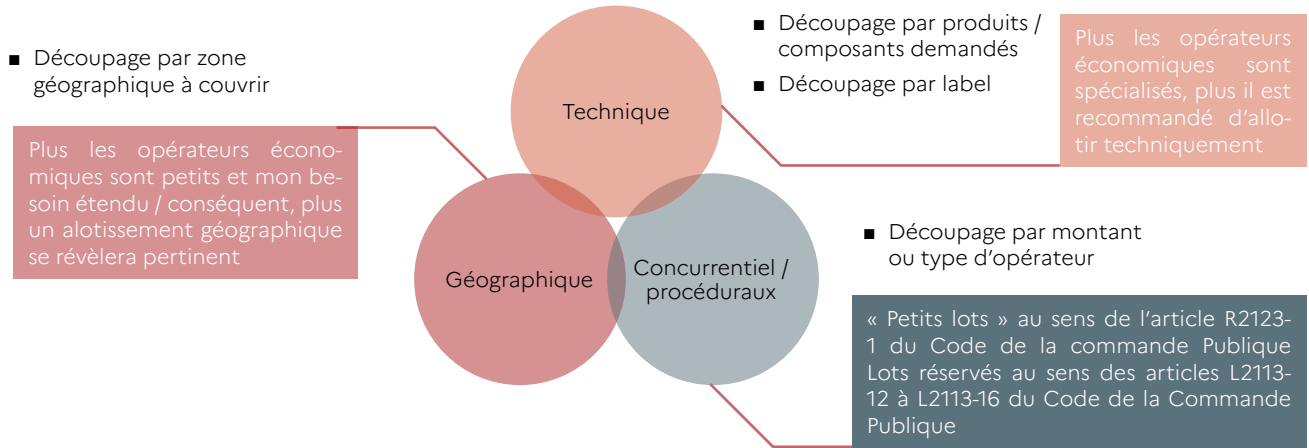 ■ Découpage par zone
géographique à couvrir
Plus les opérateurs écono-
miques sont petits et mon be-
soin étendu / conséquent, plus
un alotissement géographique
se révèlera pertinent
Technique
■ Découpage par produits /
composants demandés
■ Découpage par label
Plus les opérateurs
économiques sont
spécialisés, plus il est
recommandé d’allo-
tir techniquement
Géographique
Concurrentiel /
procéduraux
■ Découpage par montant
ou type d’opérateur
« Petits lots » au sens de l’article R2123-
1 du Code de la commande Publique
Lots réservés au sens des articles L2113-
12 à L2113-16 du Code de la Commande
Publique